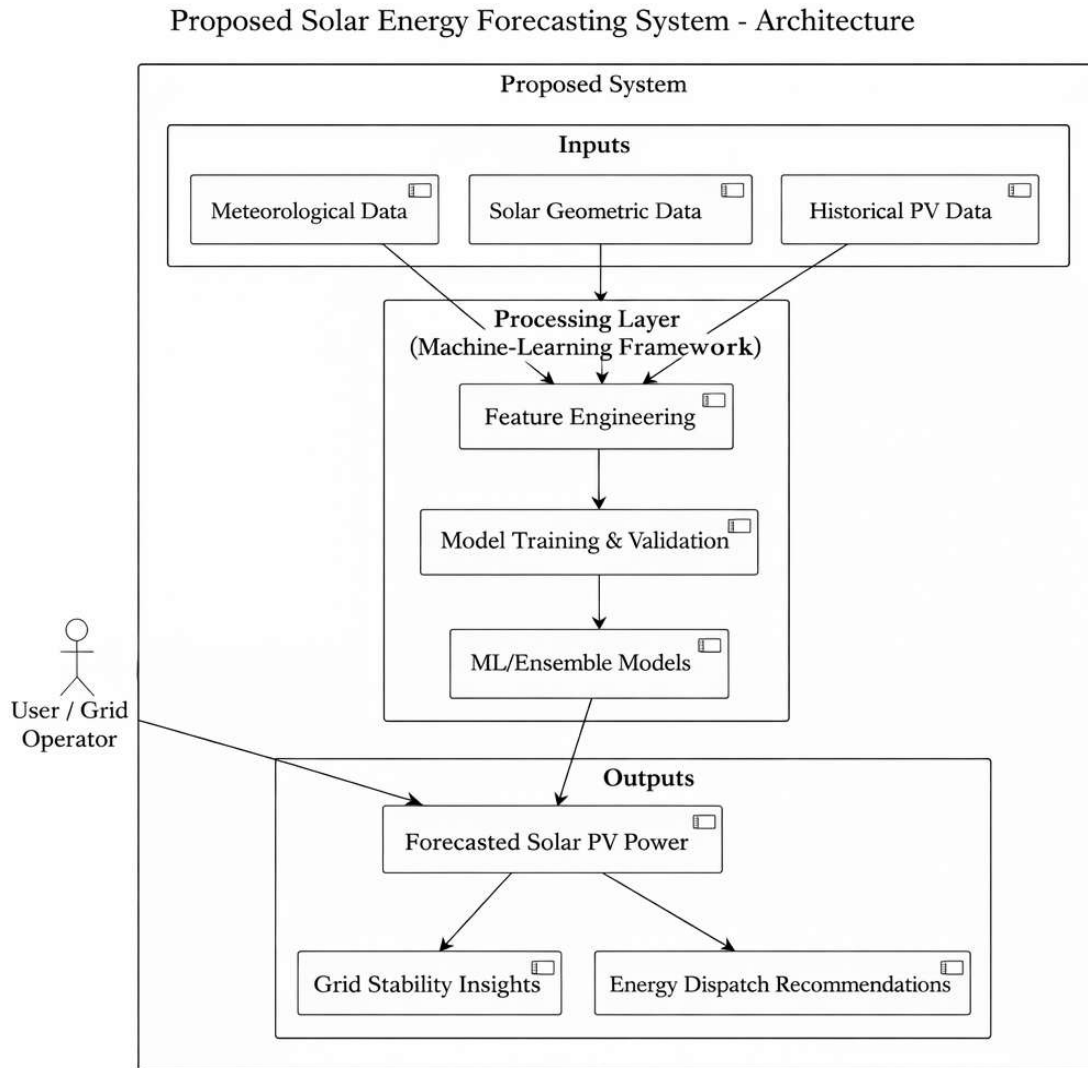 Proposed Solar Energy Forecasting System - Architecture
Proposed System
Inputs
Meteorological Data
Solar Geometric Data
Historical PV Data
Processing Layer
(Machine-Learning Framework)
Feature Engineering
Model Training & Validation
ML/Ensemble Models
User / Grid
Operator
Outputs
Forecasted Solar PV Power
Grid Stability Insights
Energy Dispatch Recommendations